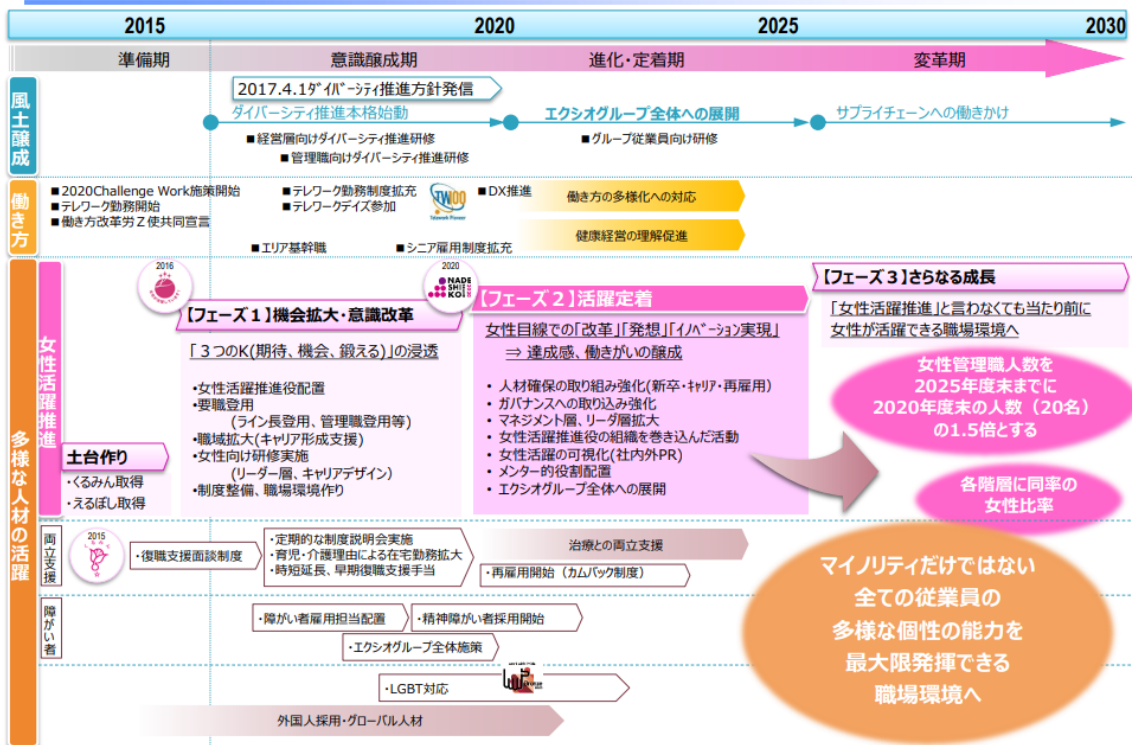 2015
2020
2025
2030
準備期
意識醸成期
進化・定着期
変革期
風土醸成
2017.4.1ダイバーシティ推進方針発信
ダイバーシティ推進本格始動
エクシオグループ全体への展開
サプライチェーンへの働きかけ
■経営層向けダイバーシティ推進研修
■管理職向けダイバーシティ推進研修
■グループ従業員向け研修
働き方
■2020Challenge Work施策開始
■テレワーク勤務開始
■働き方改革労Z使共同宣言
■テレワーク勤務制度拡充
■テレワークデイズ参加
TW100
Telework Pioneer
■DX推進
働き方の多様化への対応
健康経営の理解促進
■エリア基幹職
■シニア雇用制度拡充
多様な人材の活躍
女性活躍推進
2016
2020
NADE
SHI
KO
【フェーズ1】機会拡大・意識改革
「3つのK(期待、機会、鍛える)」の浸透
・女性活躍推進役配置
・要職登用
(ライン長登用、管理職登用等)
・職域拡大(キャリア形成支援)
・女性向け研修実施
(リーダー層、キャリアデザイン)
・制度整備、職場環境作り
土台作り
・くるみん取得
・えるぼし取得
【フェーズ2】活躍定着
女性目線での「改革」「発想」「イノベーション実現」
⇒ 達成感、働きがいの醸成
• 人材確保の取り組み強化(新卒・キャリア・再雇用)
• ガバナンスへの取り込み強化
• マネジメント層、リーダ層拡大
• 女性活躍推進役の組織を巻き込んだ活動
• 女性活躍の可視化(社内外PR)
• メンター的役割配置
• エクシオグループ全体への展開
【フェーズ3】さらなる成長
「女性活躍推進」と言わなくても当たり前に
女性が活躍できる職場環境へ
女性管理職人数を
2025年度末までに
2020年度末の人数（20名）
の1.5倍とする
各階層に同率の
女性比率
両立支援
2015
・復職支援面談制度
・定期的な制度説明会実施
・育児・介護理由による在宅勤務拡大
・時短延長、早期復職支援手当
治療との両立支援
・再雇用開始（カムバック制度）
障がい者
・障がい者雇用担当配置
・精神障がい者採用開始
・エクシオグループ全体施策
・LGBT対応
外国人採用・グローバル人材
マイノリティだけではない
全ての従業員の
多様な個性の能力を
最大限発揮できる
職場環境へ